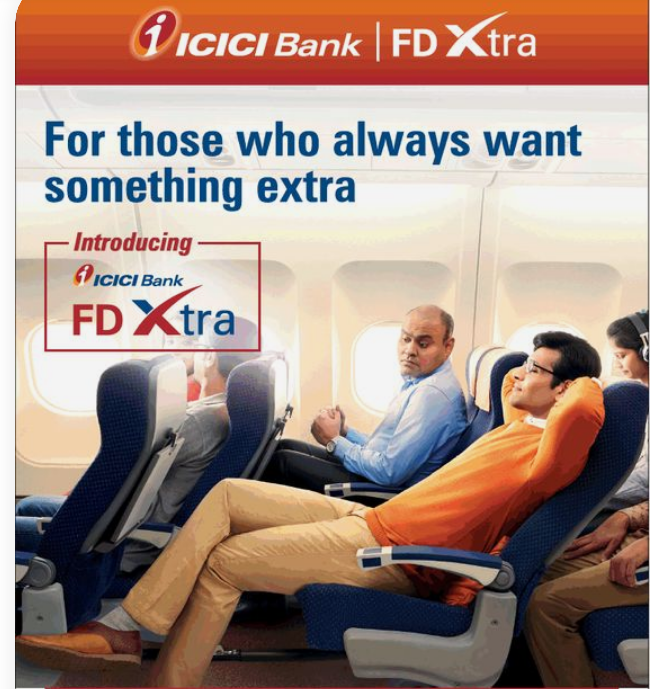 i ICICI Bank | FD Xtra
For those who always want
something extra
Introducing
i ICICI Bank
FD Xtra